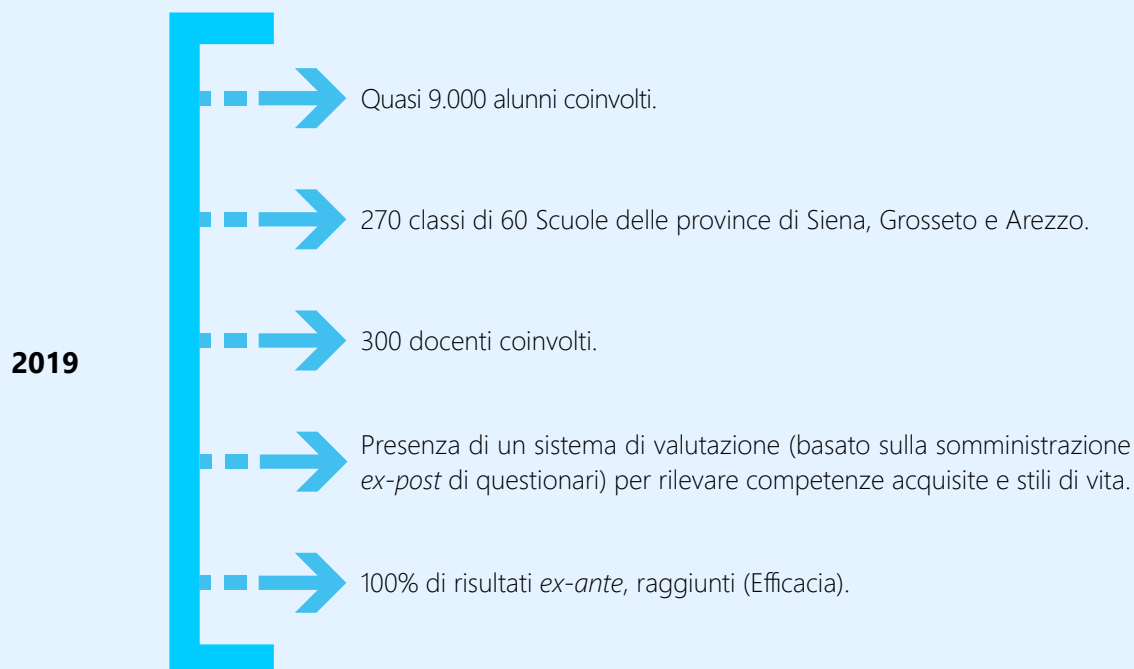 Quasi 9.000 alunni coinvolti.
270 classi di 60 Scuole delle province di Siena, Grosseto e Arezzo.
300 docenti coinvolti.
2019
Presenza di un sistema di valutazione (basato sulla somministrazione
ex-post di questionari) per rilevare competenze acquisite e stili di vita.
100% di risultati ex-ante, raggiunti (Efficacia).